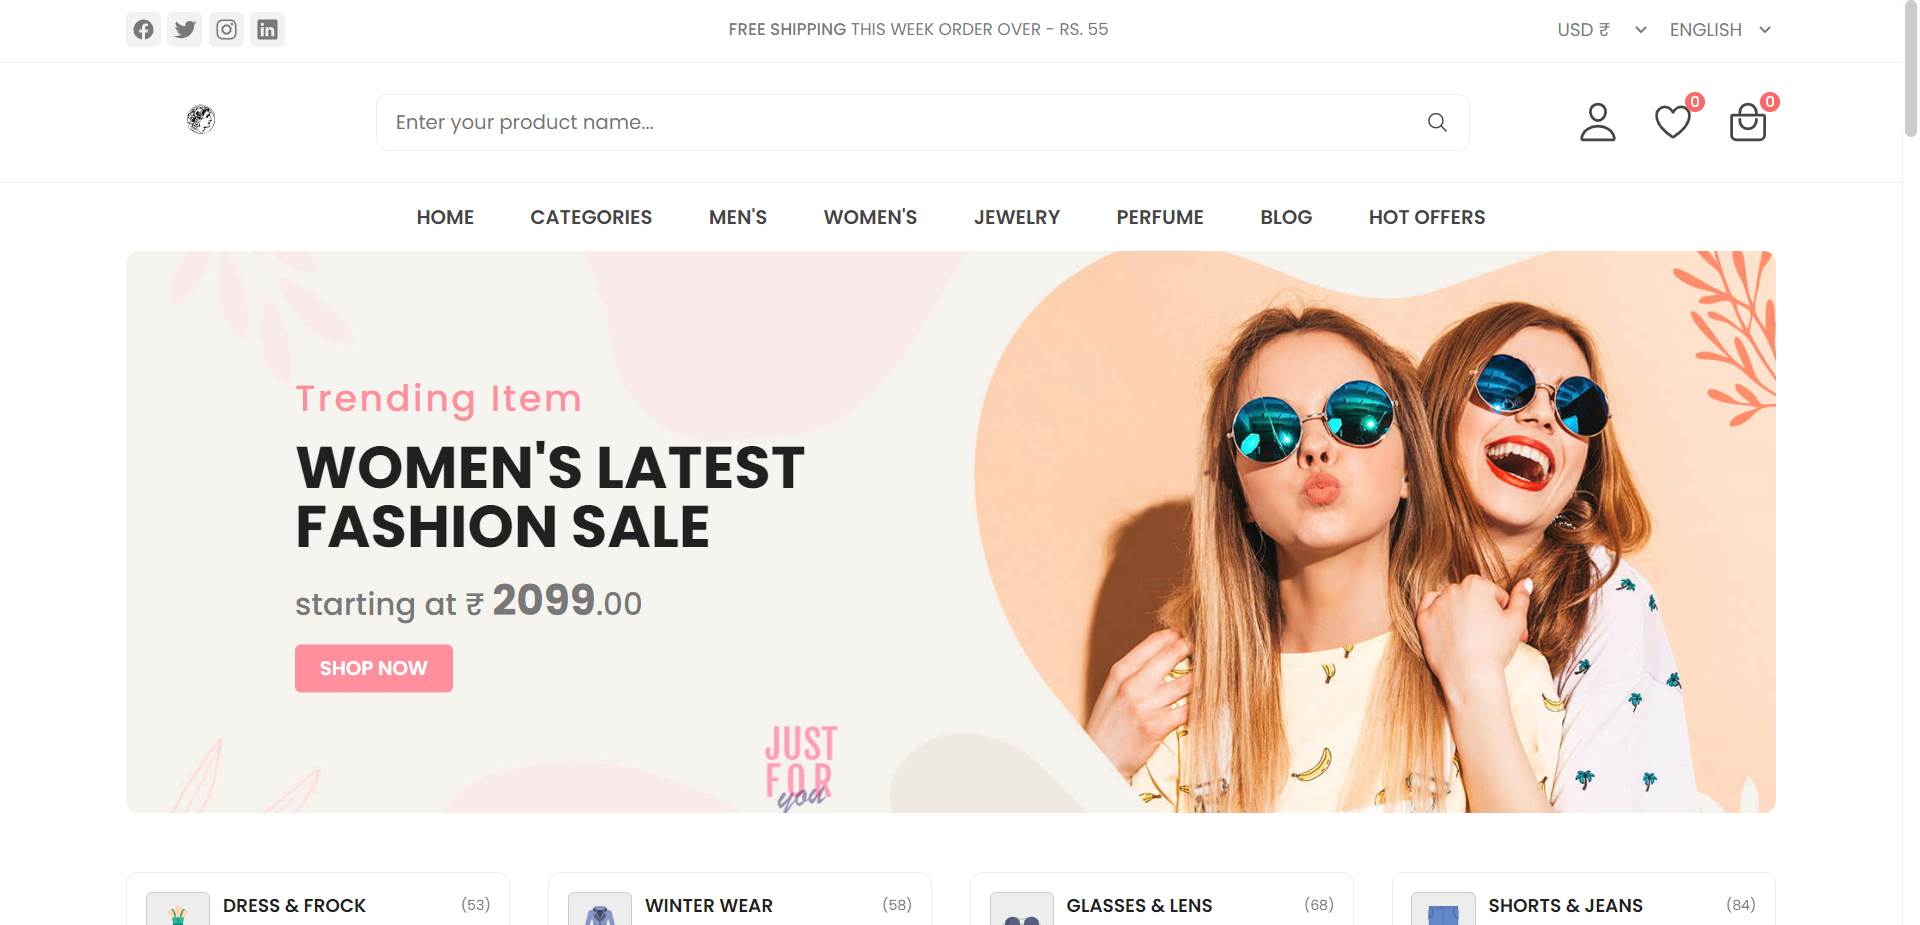 FREE SHIPPING THIS WEEK ORDER OVER - RS. 55
USD ₹
ENGLISH
Enter your product name...
0
0
HOME
CATEGORIES
MEN'S
WOMEN'S
JEWELRY
PERFUME
BLOG
HOT OFFERS
Trending Item
WOMEN'S LATEST
FASHION SALE
starting at ₹ 2099.00
SHOP NOW
JUST
FOR
you
DRESS & FROCK
(53)
WINTER WEAR
(58)
GLASSES & LENS
(68)
SHORTS & JEANS
(84)